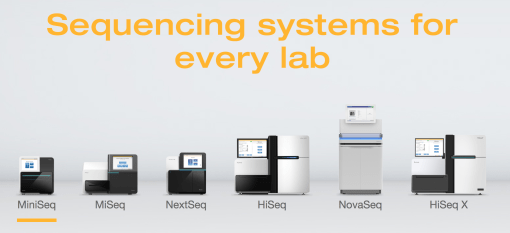 Sequencing systems for
every lab
MiniSeq MiSeq NextSeq HiSeq NovaSeq HiSeq X